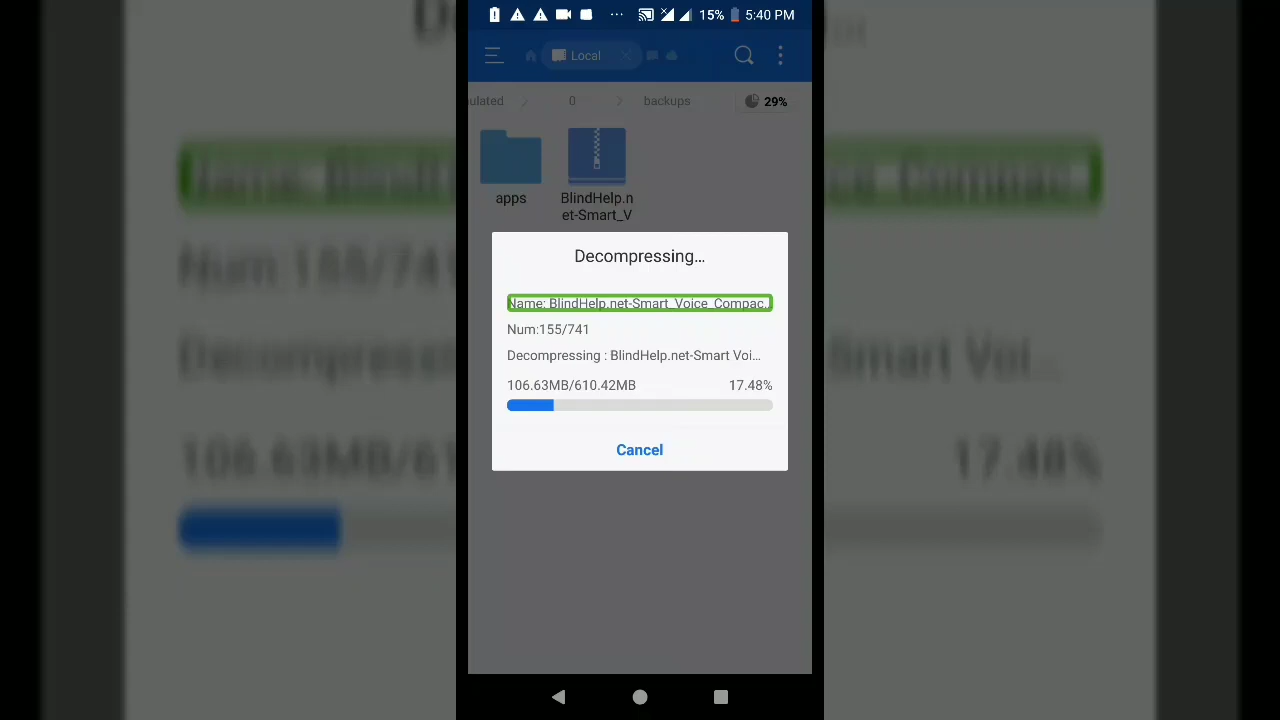 15% 5:40 PM
Local
ulated 0 backups 29%
apps
BlindHelp.n
et-Smart_V
Decompressing...
Name: BlindHelp.net-Smart_Voice_Compac...
Num:155/741
Decompressing : BlindHelp.net-Smart Voi...
106.63MB/610.42MB 17.48%
Cancel